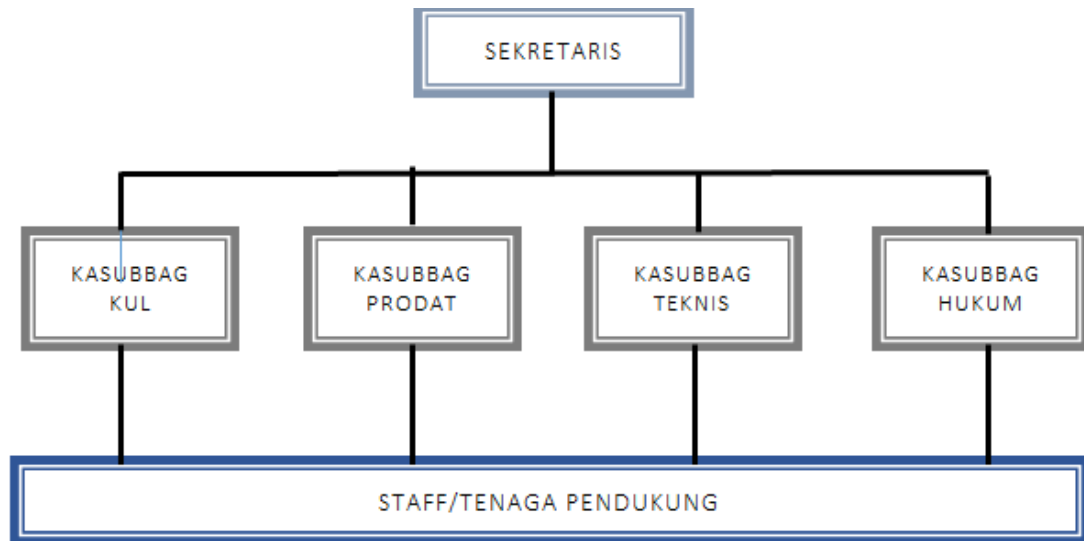 SEKRETARIS
KASUBBAG
KUL
KASUBBAG
PRODAT
KASUBBAG
TEKNIS
KASUBBAG
HUKUM
STAFF/TENAGA PENDUKUNG